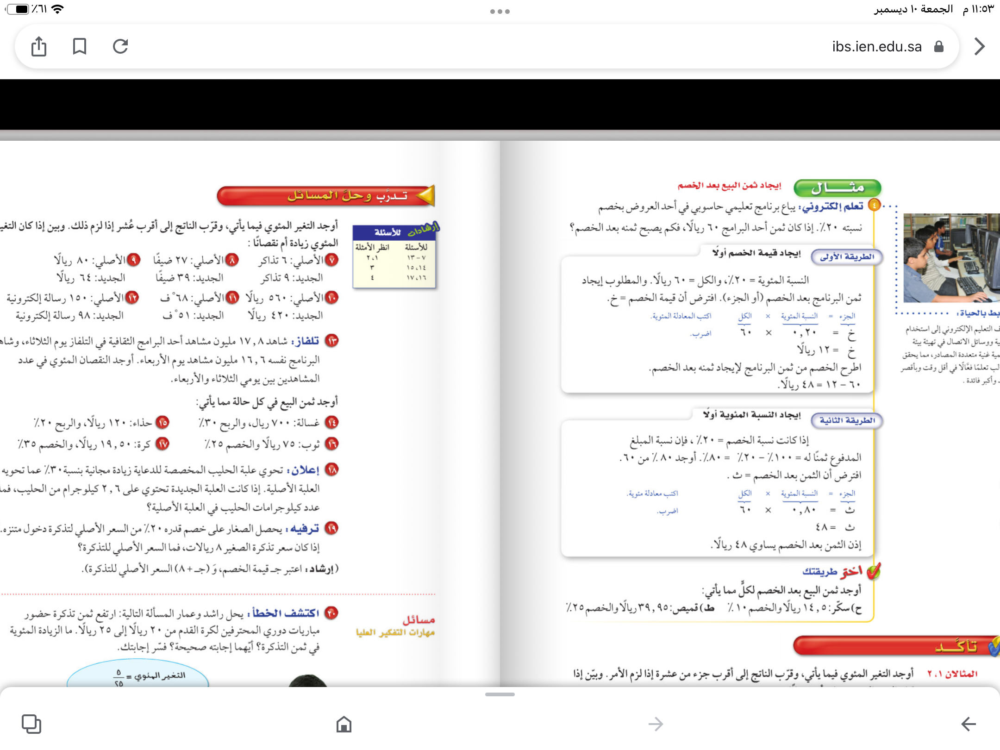 ١١:٥٣ م الجمعة ١٠ ديسمبر
٪٦١
ibs.ien.edu.sa
مثـــال
إيجاد ثمن البيع بعد الخصم
٤ تعلم إلكتروني: يباع برنامج تعليمي حاسوبي في أحد العروض بخصم
نسبته ٢٠٪. إذا كان ثمن أحد البرامج ٦٠ ريالًا، فكم يصبح ثمنه بعد الخصم؟
الطريقة الأولى إيجاد قيمة الخصم أولًا
النسبة المئوية = ٢٠٪، والكل = ٦٠ ريالًا. والمطلوب إيجاد
ثمن البرنامج بعد الخصم (أو الجزء). افترض أن قيمة الخصم = خ.
الجزء = النسبة المئوية × الكل اكتب المعادلة المئوية.
خ = ٠,٢٠ × ٦٠ اضرب.
خ = ١٢ ريالًا
اطرح الخصم من ثمن البرنامج لإيجاد ثمنه بعد الخصم.
٦٠ – ١٢ = ٤٨ ريالًا.
الطريقة الثانية إيجاد النسبة المئوية أولًا
إذا كانت نسبة الخصم = ٢٠٪ ، فإن نسبة المبلغ
المدفوع ثمنًا له = ١٠٠٪ – ٢٠٪ = ٨٠٪. أوجد ٨٠ ٪ من ٦٠.
افترض أن الثمن بعد الخصم = ث .
الجزء = النسبة المئوية × الكل اكتب معادلة مئوية.
ث = ٠,٨٠ × ٦٠ اضرب.
ث = ٤٨
إذن الثمن بعد الخصم يساوي ٤٨ ريالًا.
اختر طريقتك
أوجد ثمن البيع بعد الخصم لكلٍّ مما يأتي:
ح) سكّر: ١٤,٥ ريالًا والخصم ١٠٪ ط) قميص: ٣٩,٩٥ ريالًا والخصم ٢٥٪
بالحياة:
التعليم الإلكتروني إلى استخدام
ووسائل الاتصال في تهيئة بيئة
غنية متعددة المصادر، مما يحقق
تعلمًا فعَّالًا في أقل وقت وبأقصر
وأكبر فائدة .
تأكَّــد
المثالان ١، ٢ أوجد التغير المئوي فيما يأتي، وقرّب الناتج إلى أقرب جزء من عشرة إذا لزم الأمر. وبيّن إذا
تـدرَّب وحلَّ المسائل
إرشادات للأسئلة
للأسئلة انظر الأمثلة
٧–١٣ ١، ٢
١٤، ١٥ ٣
١٦، ١٧ ٤
أوجد التغير المئوي فيما يأتي، وقرّب الناتج إلى أقرب عُشر إذا لزم ذلك. وبين إذا كان
المئوي زيادة أم نقصانًا :
٧ الأصلي: ٦ تذاكر ٨ الأصلي: ٢٧ ضيفًا ٩ الأصلي: ٨٠ ريالًا
الجديد: ٩ تذاكر الجديد: ٣٩ ضيفًا الجديد: ٦٤ ريالًا
١٠ الأصلي: ٥٦٠ ريالًا ١١ الأصلي: ٦٨° ف ١٢ الأصلي: ١٥٠ رسالة إلكترونية
الجديد: ٤٢٠ ريالًا الجديد: ٥١° ف الجديد: ٩٨ رسالة إلكترونية
١٣ تلفاز: شاهد ١٧,٨ مليون مشاهد أحد البرامج الثقافية في التلفاز يوم الثلاثاء،
البرنامج نفسه ١٦,٦ مليون مشاهد يوم الأربعاء. أوجد النقصان المئوي في عدد
المشاهدين بين يومي الثلاثاء والأربعاء.
أوجد ثمن البيع في كل حالة مما يأتي:
١٤ غسالة: ٧٠٠ ريال، والربح ٣٠٪ ١٥ حذاء: ١٢٠ ريالًا، والربح ٢٠٪
١٦ ثوب: ٧٥ ريالًا والخصم ٢٥٪ ١٧ كرة: ١٩,٥٠ ريالًا، والخصم ٣٥٪
١٨ إعلان: تحوي علبة الحليب المخصصة للدعاية زيادة مجانية بنسبة ٣٠٪ عما تحويه
العلبة الأصلية. إذا كانت العلبة الجديدة تحتوي على ٢,٦ كيلوجرام من الحليب، فما
عدد كيلوجرامات الحليب في العلبة الأصلية؟
١٩ ترفيه: يحصل الصغار على خصم قدره ٢٠٪ من السعر الأصلي لتذكرة دخول متنزه.
إذا كان سعر تذكرة الصغير ٨ ريالات، فما السعر الأصلي للتذكرة؟
(إرشاد: اعتبر جـ قيمة الخصم، وَ (جـ + ٨) السعر الأصلي للتذكرة).
مسائل
مهارات التفكير العليا
٢٠ اكتشف الخطأ: يحل راشد وعمار المسألة التالية: ارتفع ثمن تذكرة حضور
مباريات دوري المحترفين لكرة القدم من ٢٠ ريالًا إلى ٢٥ ريالًا. ما الزيادة المئوية
في ثمن التذكرة؟ أيّهما إجابته صحيحة؟ فسّر إجابتك.
التغير المئوي = ٥/٢٥